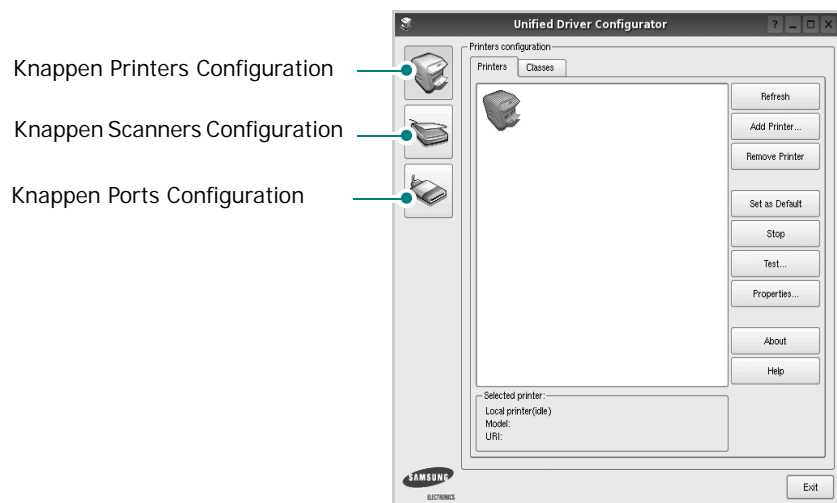 Unified Driver Configurator
Knappen Printers Configuration
Knappen Scanners Configuration
Knappen Ports Configuration
Printers configuration
Printers
Classes
Refresh
Add Printer...
Remove Printer
Set as Default
Stop
Test...
Properties...
About
Help
Selected printer:
Local printer(idle)
Model:
URI:
SAMSUNG
ELECTRONICS
Exit